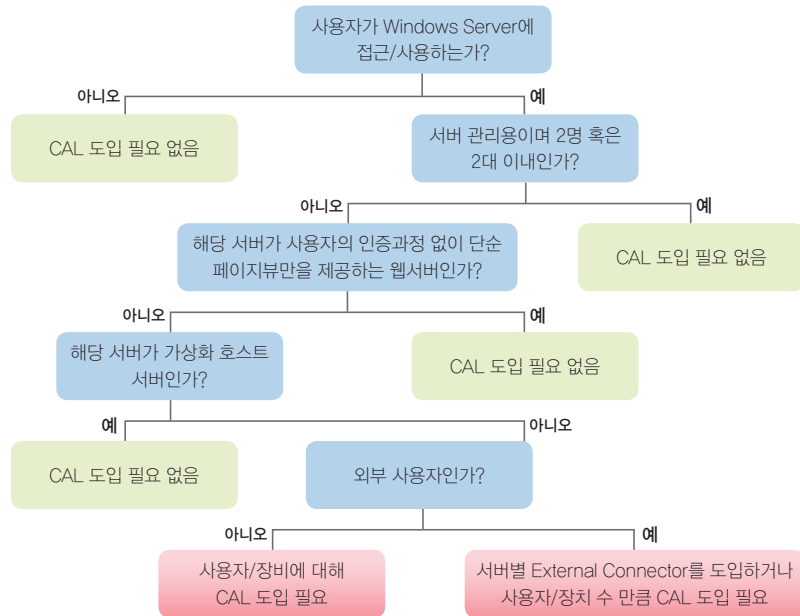 사용자가 Windows Server에
접근/사용하는가?
아니오
예
CAL 도입 필요 없음
서버 관리용이며 2명 혹은
2대 이내인가?
아니오
예
해당 서버가 사용자의 인증과정 없이 단순
페이지뷰만을 제공하는 웹서버인가?
CAL 도입 필요 없음
아니오
예
해당 서버가 가상화 호스트
서버인가?
CAL 도입 필요 없음
예
아니오
CAL 도입 필요 없음
외부 사용자인가?
아니오
예
사용자/장비에 대해
CAL 도입 필요
서버별 External Connector를 도입하거나
사용자/장치 수 만큼 CAL 도입 필요